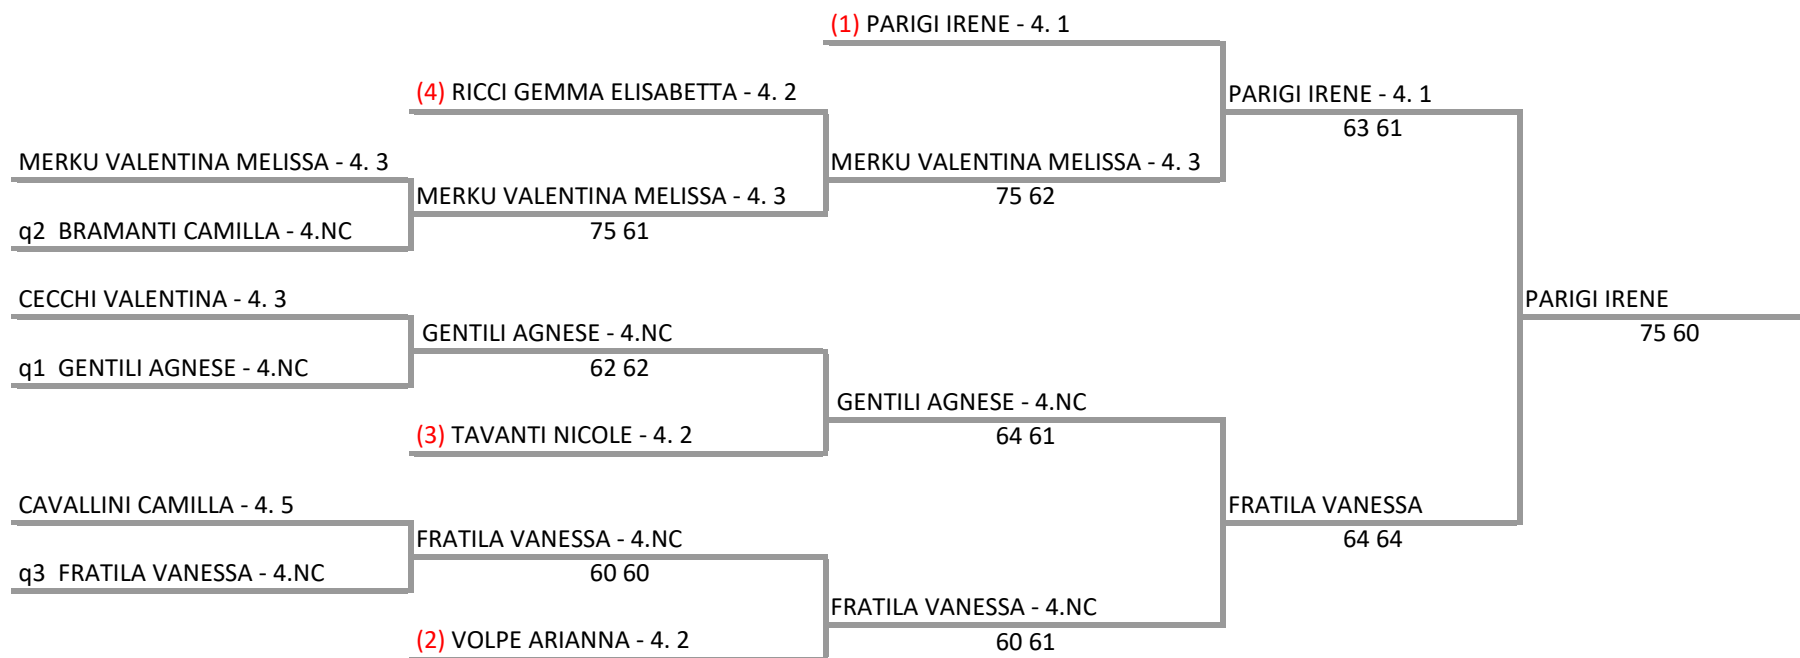 (1) PARIGI IRENE - 4. 1
(4) RICCI GEMMA ELISABETTA - 4. 2
PARIGI IRENE - 4. 1
63 61
MERKU VALENTINA MELISSA - 4. 3
MERKU VALENTINA MELISSA - 4. 3
MERKU VALENTINA MELISSA - 4. 3
75 62
q2 BRAMANTI CAMILLA - 4.NC
75 61
CECCHI VALENTINA - 4. 3
PARIGI IRENE
75 60
GENTILI AGNESE - 4.NC
q1 GENTILI AGNESE - 4.NC
62 62
GENTILI AGNESE - 4.NC
(3) TAVANTI NICOLE - 4. 2
64 61
CAVALLINI CAMILLA - 4. 5
FRATILA VANESSA
FRATILA VANESSA - 4.NC
64 64
q3 FRATILA VANESSA - 4.NC
60 60
FRATILA VANESSA - 4.NC
(2) VOLPE ARIANNA - 4. 2
60 61